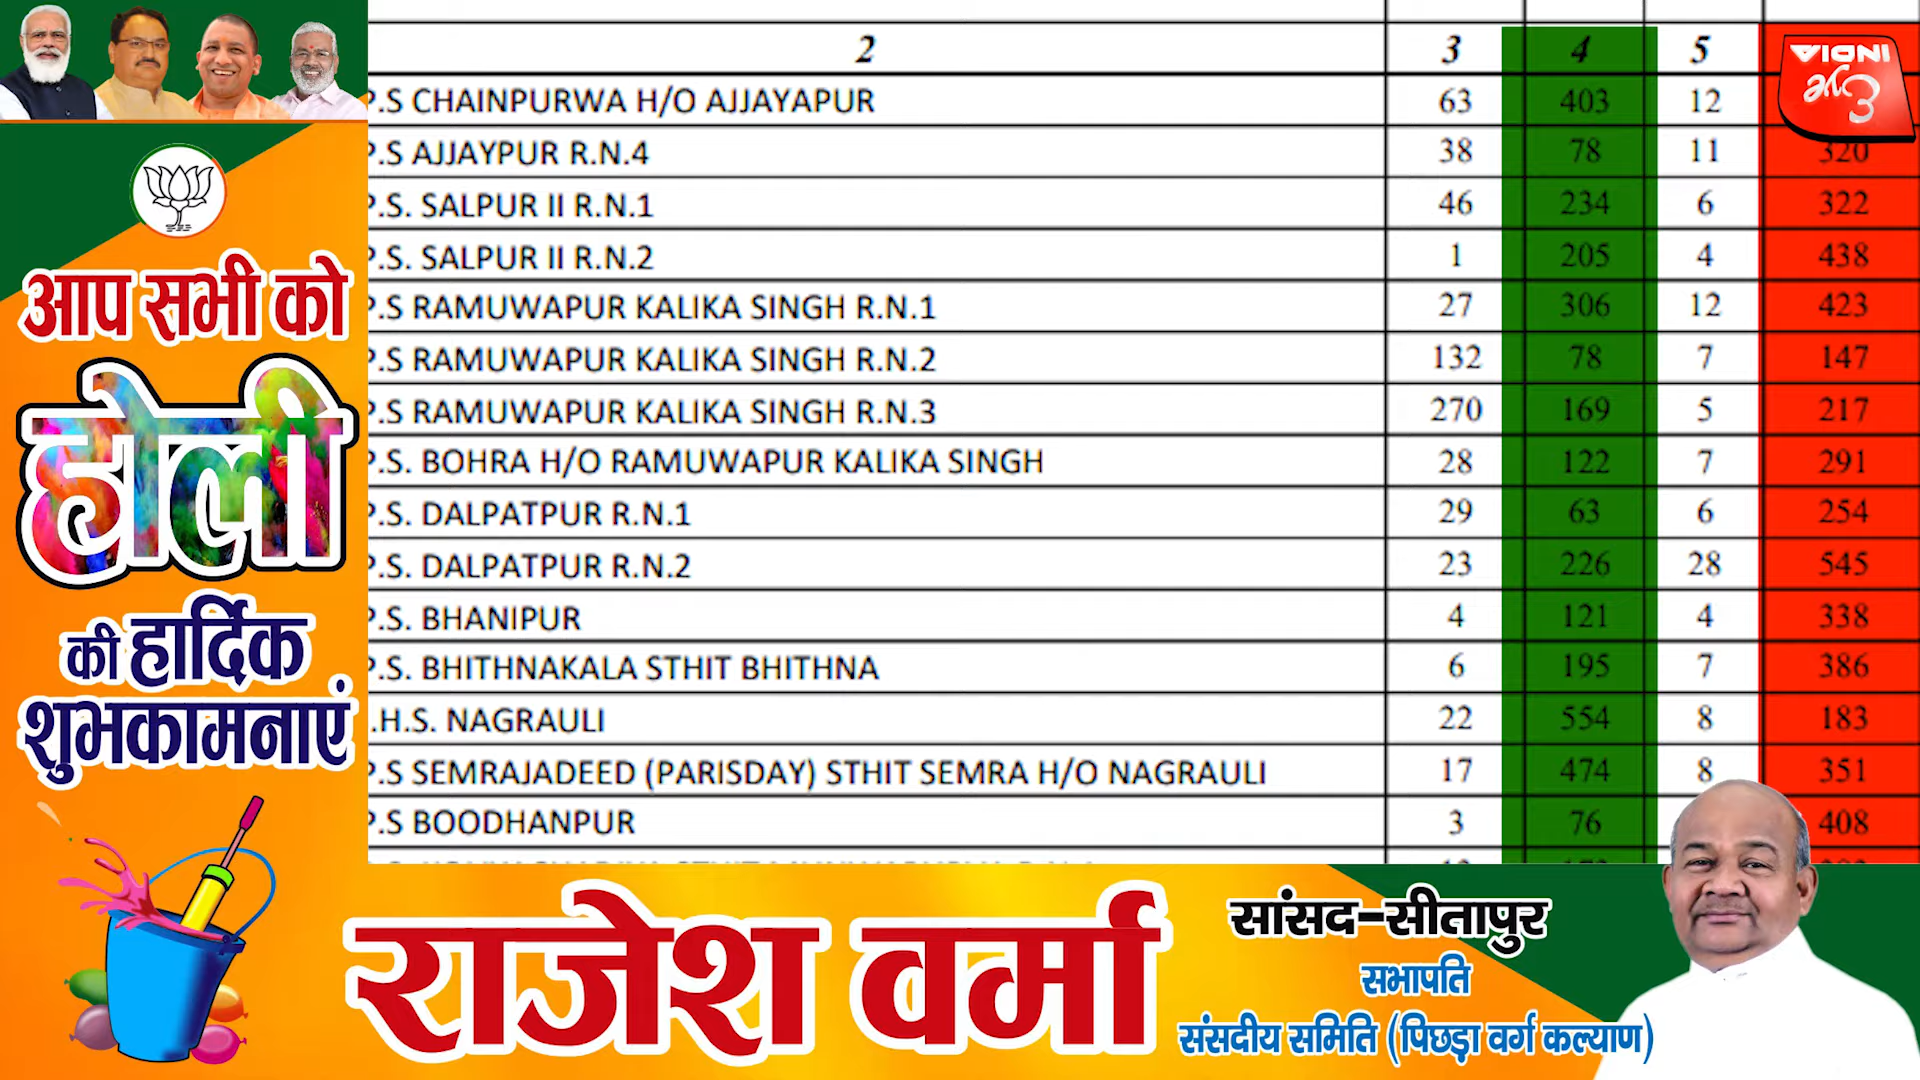 2 3 4 5
P.S CHAINPURWA H/O AJJAYAPUR 63 403 12
P.S AJJAYPUR R.N.4 38 78 11 320
P.S. SALPUR II R.N.1 46 234 6 322
P.S. SALPUR II R.N.2 1 205 4 438
P.S RAMUWAPUR KALIKA SINGH R.N.1 27 306 12 423
P.S RAMUWAPUR KALIKA SINGH R.N.2 132 78 7 147
P.S RAMUWAPUR KALIKA SINGH R.N.3 270 169 5 217
P.S. BOHRA H/O RAMUWAPUR KALIKA SINGH 28 122 7 291
P.S. DALPATPUR R.N.1 29 63 6 254
P.S. DALPATPUR R.N.2 23 226 28 545
P.S. BHANIPUR 4 121 4 338
P.S. BHITHNAKALA STHIT BHITHNA 6 195 7 386
.H.S. NAGRAULI 22 554 8 183
P.S SEMRAJADEED (PARISDAY) STHIT SEMRA H/O NAGRAULI 17 474 8 351
P.S BOODHANPUR 3 76 408
INDIA
आप सभी को
होली
की हार्दिक
शुभकामनाएं
राजेश वर्मा
सांसद-सीतापुर
सभापति
संसदीय समिति (पिछड़ा वर्ग कल्याण)